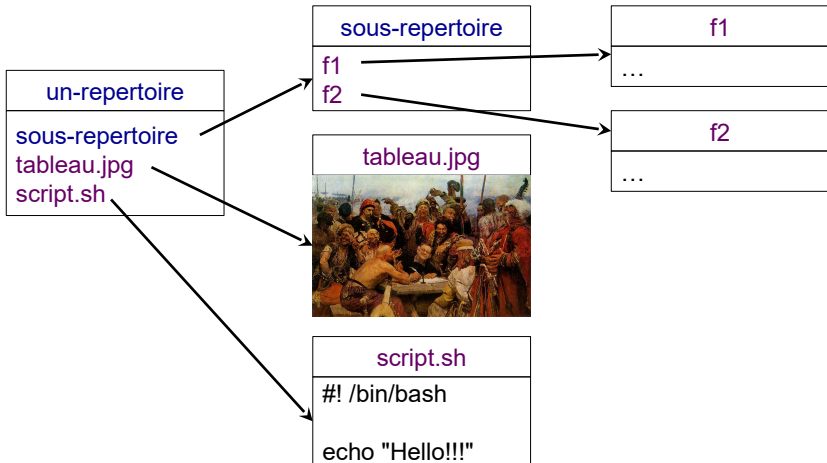 un-repertoire
sous-repertoire
tableau.jpg
script.sh
sous-repertoire
f1
f2
f1
...
f2
...
tableau.jpg
script.sh
#! /bin/bash
echo "Hello!!!"